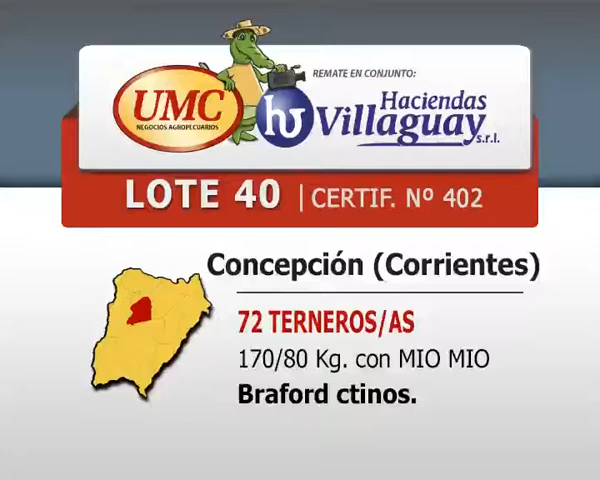 REMATE EN CONJUNTO:
UMC
NEGOCIOS AGROPECUARIOS
hv Haciendas
Villaguay s.r.l.
LOTE 40 | CERTIF. Nº 402
Concepción (Corrientes)
72 TERNEROS/AS
170/80 Kg. con MIO MIO
Braford ctinos.